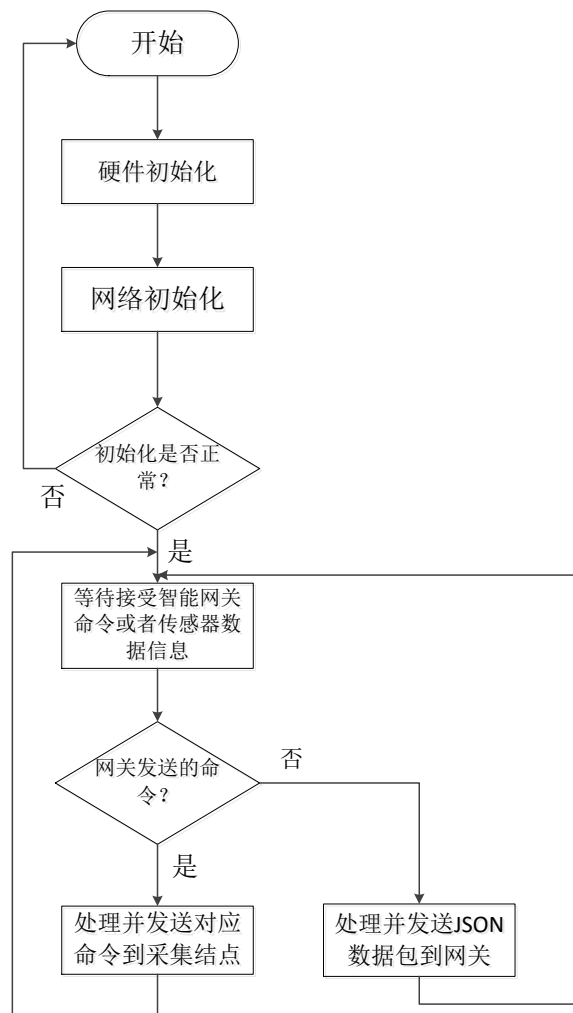 开始
硬件初始化
网络初始化
初始化是否正
常?
否
是
等待接受智能网关
命令或者传感器数
据信息
网关发送的命
令?
否
是
处理并发送对应
命令到采集结点
处理并发送JSON
数据包到网关